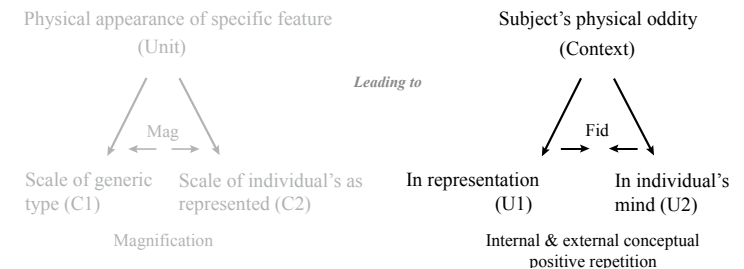 Physical appearance of specific feature
(Unit)
Mag
Scale of generic
type (C1)
Scale of individual's as
represented (C2)
Magnification
Leading to
Subject's physical oddity
(Context)
Fid
In representation
(U1)
In individual's
mind (U2)
Internal & external conceptual
positive repetition